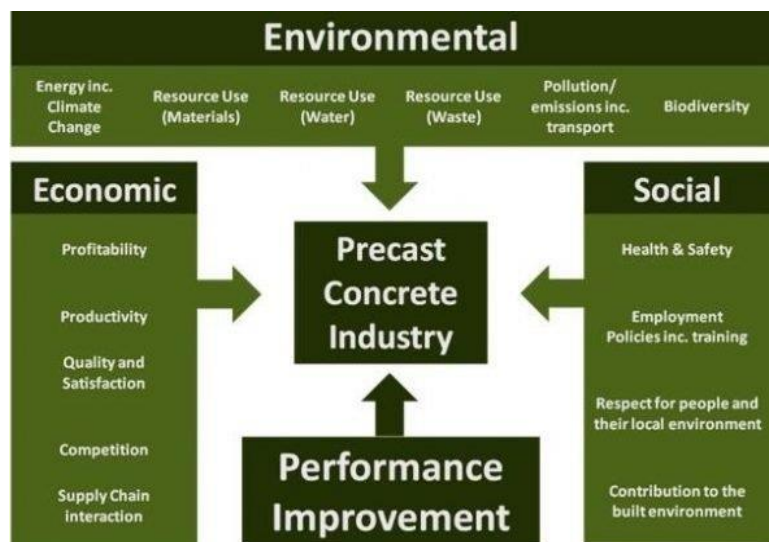 Environmental
Energy inc.
Climate
Change
Resource Use
(Materials)
Resource Use
(Water)
Resource Use
(Waste)
Pollution/
emissions inc.
transport
Biodiversity
Economic
Profitability
Productivity
Quality and
Satisfaction
Competition
Supply Chain
interaction
Precast
Concrete
Industry
Performance
Improvement
Social
Health & Safety
Employment
Policies inc. training
Respect for people and
their local environment
Contribution to the
built environment